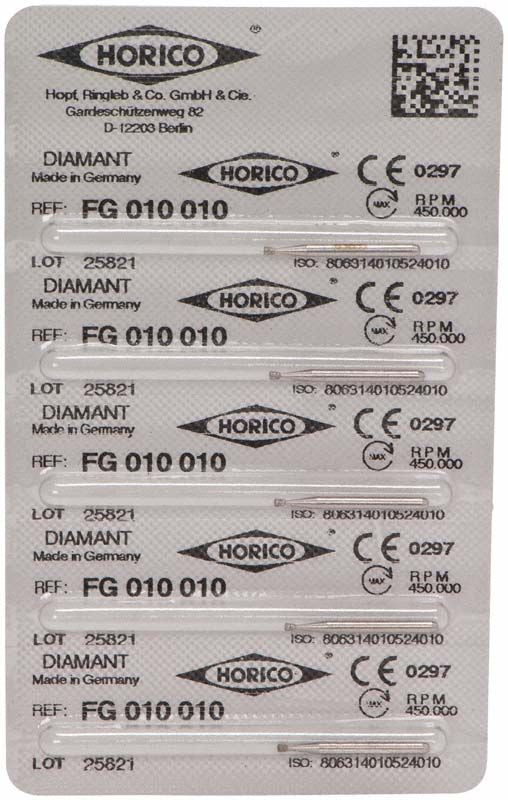 HORICO ®
Hopf, Ringleb & Co. GmbH & Cie.
Gardeschützenweg 82
D-12203 Berlin
DIAMANT HORICO ® CE 0297
Made in Germany
MAX RPM
REF: FG 010 010 450.000
LOT 25821 ISO: 806314010524010
DIAMANT HORICO ® CE 0297
Made in Germany
MAX RPM
REF: FG 010 010 450.000
LOT 25821 ISO: 806314010524010
DIAMANT HORICO ® CE 0297
Made in Germany
MAX RPM
REF: FG 010 010 450.000
LOT 25821 ISO: 806314010524010
DIAMANT HORICO ® CE 0297
Made in Germany
MAX RPM
REF: FG 010 010 450.000
LOT 25821 ISO: 806314010524010
DIAMANT HORICO ® CE 0297
Made in Germany
MAX RPM
REF: FG 010 010 450.000
LOT 25821 ISO: 806314010524010